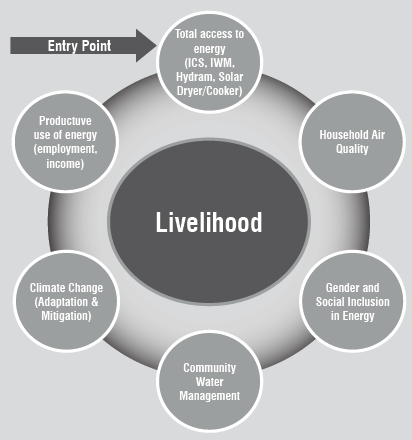 Entry Point
Total access to
energy
(ICS, IWM,
Hydram, Solar
Dryer/Cooker)
Household Air
Quality
Gender and
Social Inclusion
in Energy
Community
Water
Management
Climate Change
(Adaptation &
Mitigation)
Productuve
use of energy
(employment,
income)
Livelihood